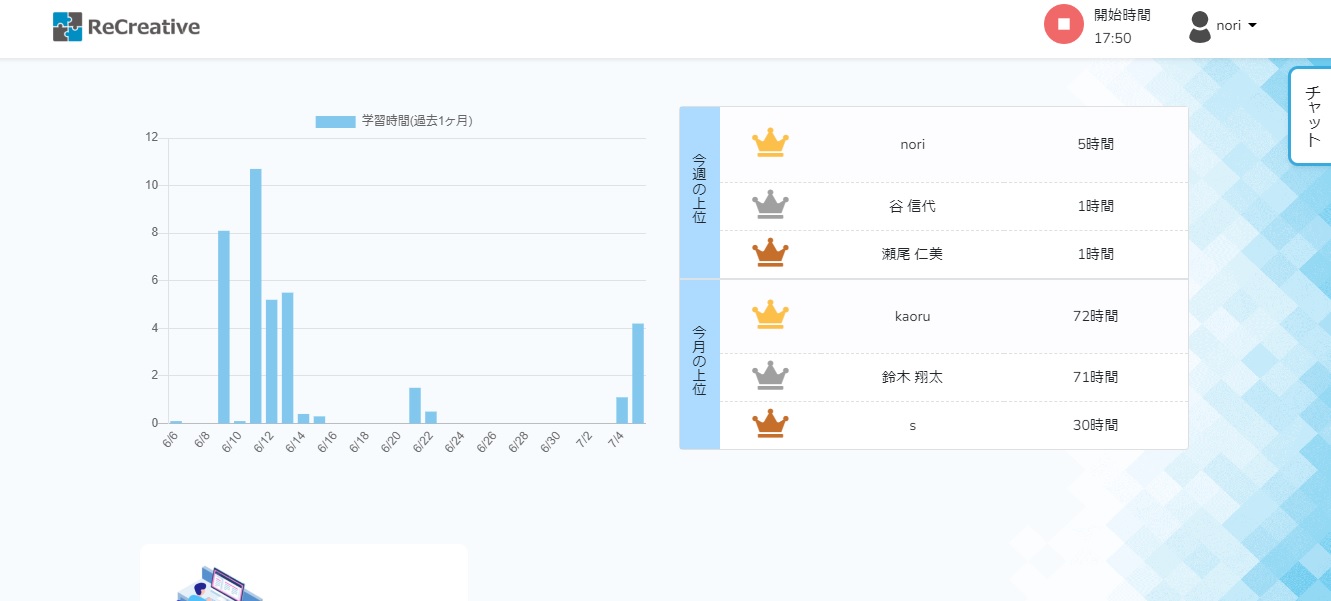 ReCreative
開始時間
17:50
nori
チャット
学習時間(過去1ヶ月)
12
10
8
6
4
2
0
6/6
6/8
6/10
6/12
6/14
6/16
6/18
6/20
6/22
6/24
6/26
6/28
6/30
7/2
7/4
今週の上位
nori 5時間
谷 信代 1時間
瀬尾 仁美 1時間
今月の上位
kaoru 72時間
鈴木 翔太 71時間
s 30時間